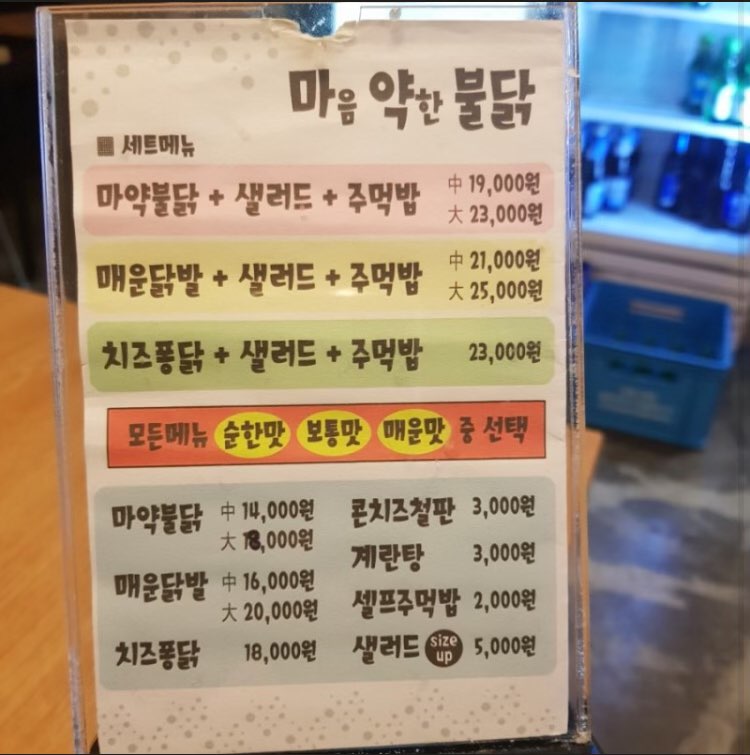 마음 약한 불닭
▦ 세트메뉴
마약불닭 + 샐러드 + 주먹밥 中 19,000원
大 23,000원
매운닭발 + 샐러드 + 주먹밥 中 21,000원
大 25,000원
치즈퐁닭 + 샐러드 + 주먹밥 23,000원
모든메뉴 순한맛 보통맛 매운맛 중 선택
마약불닭 中 14,000원
大 18,000원
매운닭발 中 16,000원
大 20,000원
치즈퐁닭 18,000원
콘치즈철판 3,000원
계란탕 3,000원
셀프주먹밥 2,000원
샐러드 size up 5,000원